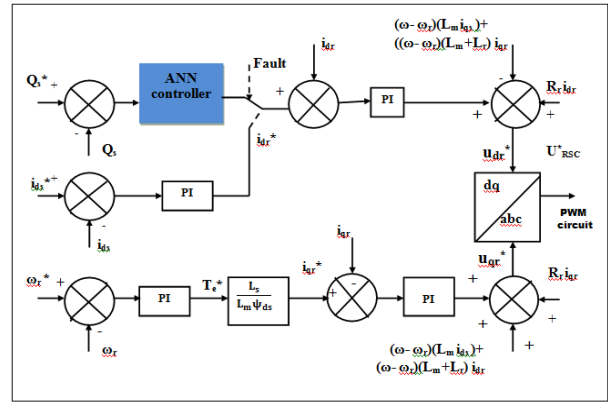 (ω- ωr)(Lm iqs)+
((ω- ωr)(Lm+Lr) iqr
idr
Qs* +
ANN
controller
Fault
+
PI
-
Rr idr
+
+
-
Qs
idr*
udr*
U*RSC
ids*+
PI
-
ids
dq
abc
PWM
circuit
iqr
uqr*
ωr*
+
PI
Te*
Ls
Lm ψds
iqr*
+
-
PI
+
Rr iqr
+
-
ωr
+
+
(ω- ωr)(Lm ids)+
(ω- ωr)(Lm+Lr) idr